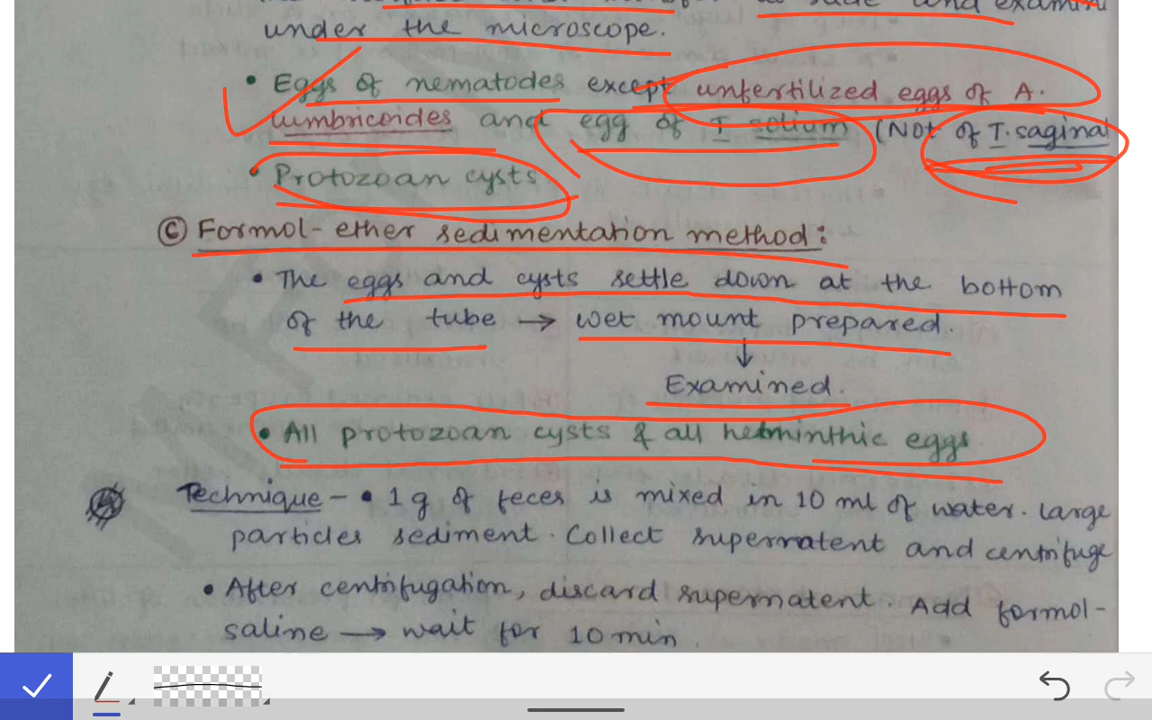 under the microscope.
• Eggs of nematodes except unfertilized eggs of A.
lumbricoides and egg of T solium (Not of T. saginal
• Protozoan cysts
Ⓒ Formol-ether sedimentation method:
• The eggs and cysts settle down at the bottom
of the tube → wet mount prepared.
↓
Examined.
• All protozoan cysts & all helminthic eggs
Technique - • 1 g of feces is mixed in 10 ml of water. Large
particles sediment. Collect supernatent and centrifuge
• After centrifugation, discard supernatent. Add formol-
saline → wait for 10 min.